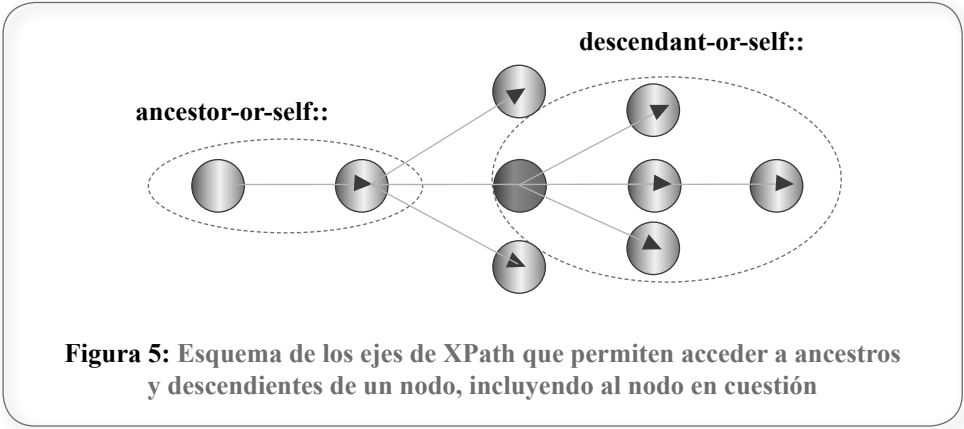 descendant-or-self::
ancestor-or-self::
Figura 5: Esquema de los ejes de XPath que permiten acceder a ancestros
y descendientes de un nodo, incluyendo al nodo en cuestión